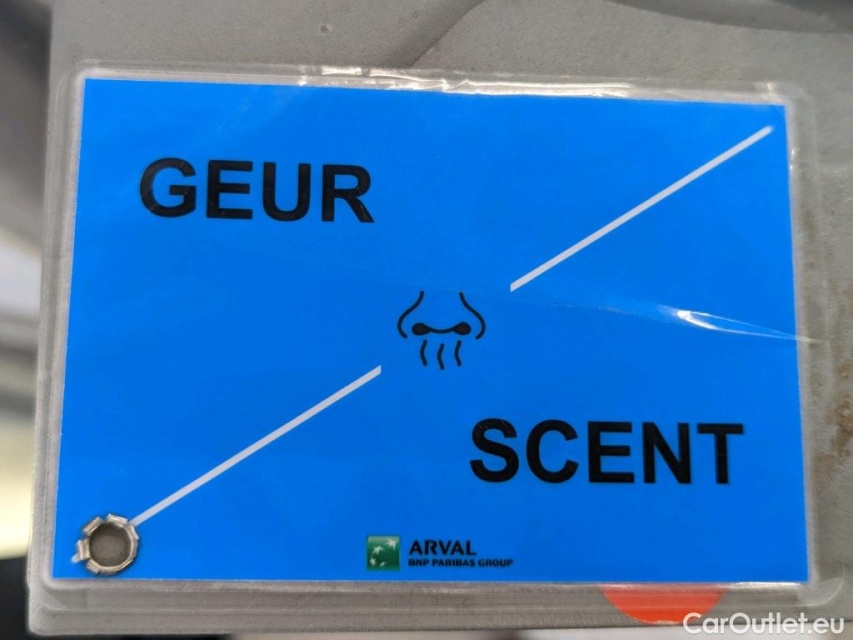 GEUR
SCENT
ARVAL
BNP PARIBAS GROUP
CarOutlet.eu